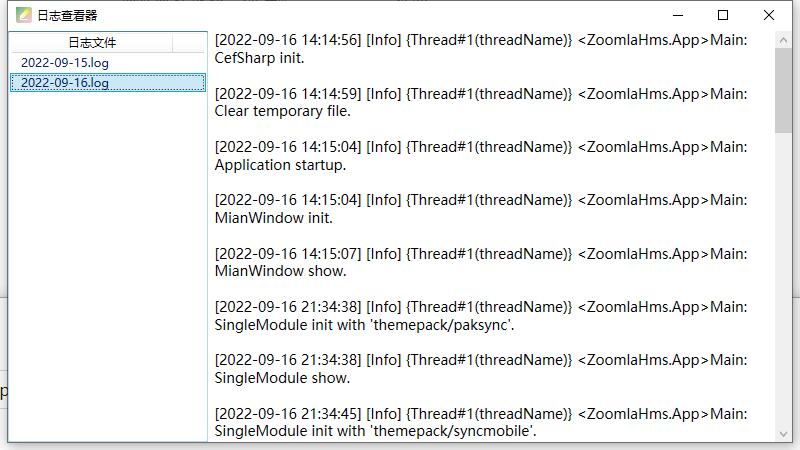 日志查看器
日志文件
2022-09-15.log
2022-09-16.log
[2022-09-16 14:14:56] [Info] {Thread#1(threadName)} <ZoomlaHms.App>Main:
CefSharp init.
[2022-09-16 14:14:59] [Info] {Thread#1(threadName)} <ZoomlaHms.App>Main:
Clear temporary file.
[2022-09-16 14:15:04] [Info] {Thread#1(threadName)} <ZoomlaHms.App>Main:
Application startup.
[2022-09-16 14:15:04] [Info] {Thread#1(threadName)} <ZoomlaHms.App>Main:
MianWindow init.
[2022-09-16 14:15:07] [Info] {Thread#1(threadName)} <ZoomlaHms.App>Main:
MianWindow show.
[2022-09-16 21:34:38] [Info] {Thread#1(threadName)} <ZoomlaHms.App>Main:
SingleModule init with 'themepack/paksync'.
[2022-09-16 21:34:38] [Info] {Thread#1(threadName)} <ZoomlaHms.App>Main:
SingleModule show.
[2022-09-16 21:34:45] [Info] {Thread#1(threadName)} <ZoomlaHms.App>Main:
SingleModule init with 'themepack/syncmobile'.